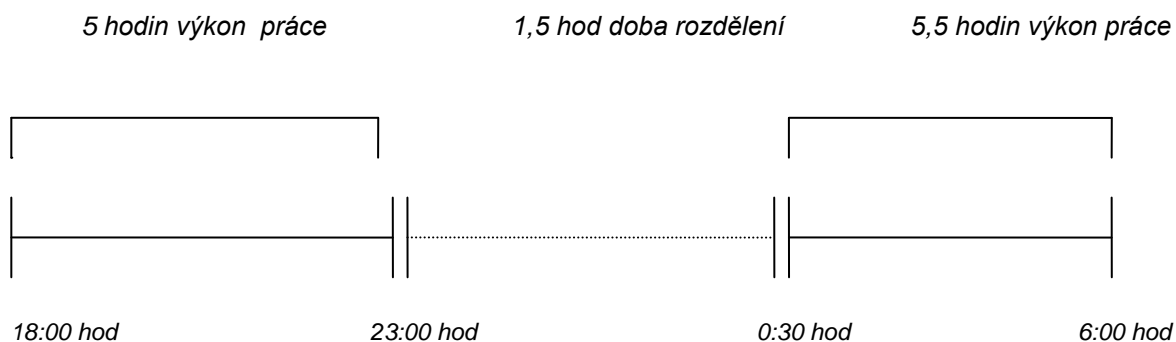 5 hodin výkon práce 1,5 hod doba rozdělení 5,5 hodin výkon práce
18:00 hod 23:00 hod 0:30 hod 6:00 hod